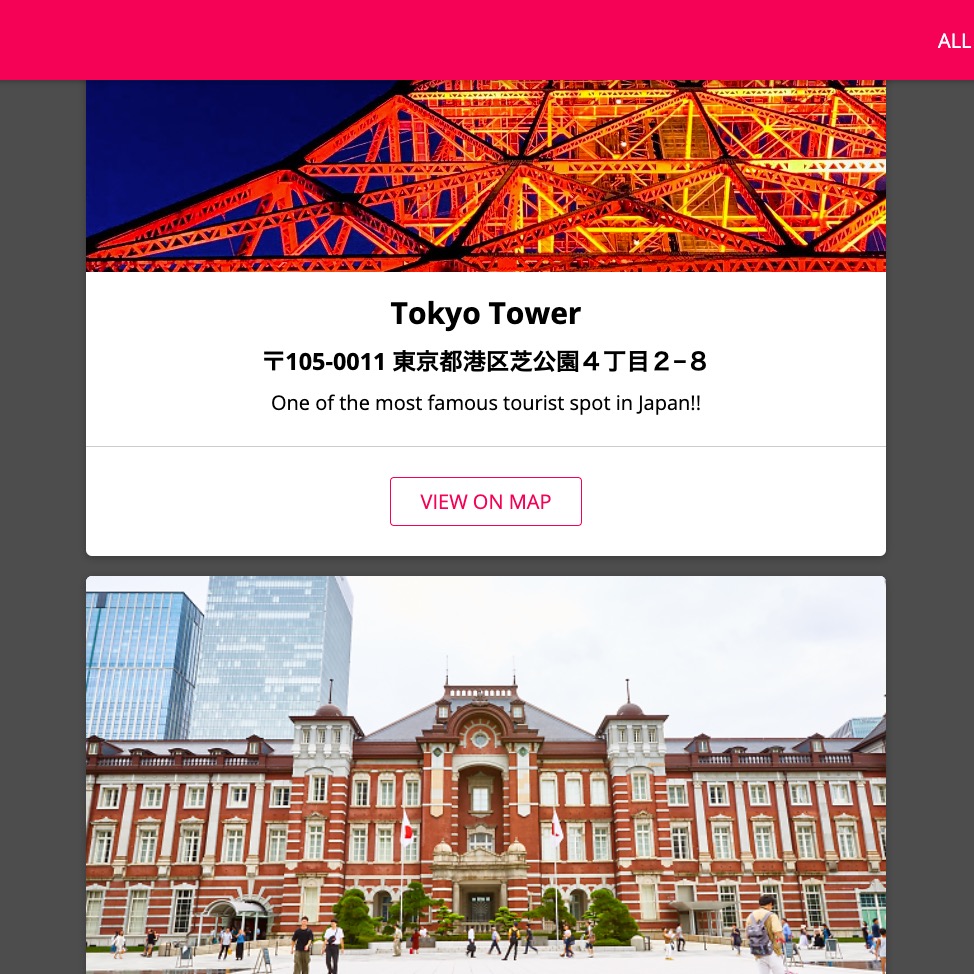 ALL
Tokyo Tower
〒105-0011 東京都港区芝公園４丁目２−８
One of the most famous tourist spot in Japan!!
VIEW ON MAP